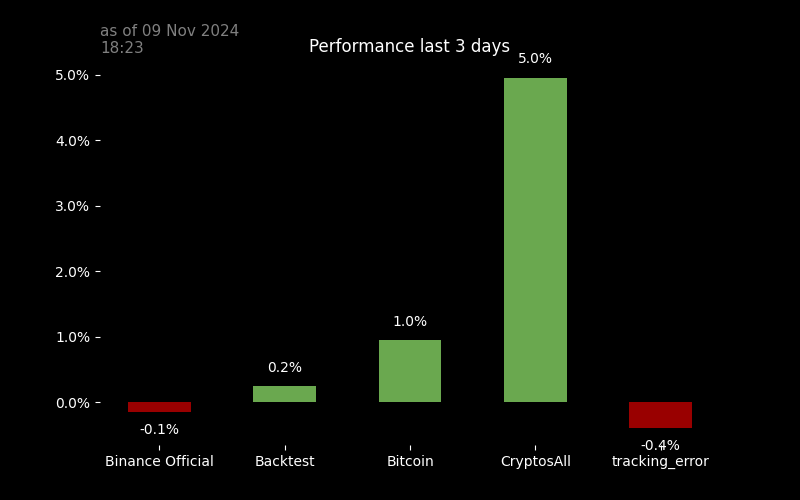 as of 09 Nov 2024
18:23
Performance last 3 days
5.0%
5.0%
4.0%
3.0%
2.0%
1.0%
1.0%
0.2%
0.0%
-0.1%
-0.4%
Binance Official
Backtest
Bitcoin
CryptosAll
tracking_error